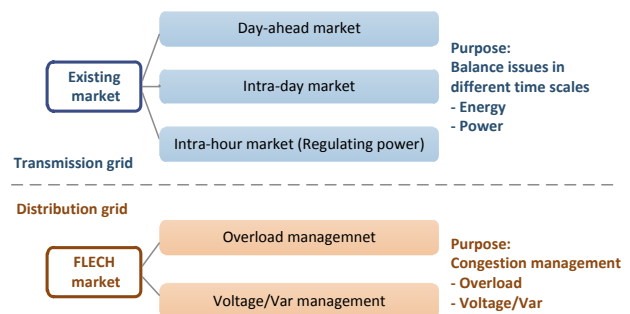 Day-ahead market
Existing
market
Intra-day market
Intra-hour market (Regulating power)
Purpose:
Balance issues in
different time scales
- Energy
- Power
Transmission grid
Distribution grid
FLECH
market
Overload managemnet
Voltage/Var management
Purpose:
Congestion management
- Overload
- Voltage/Var